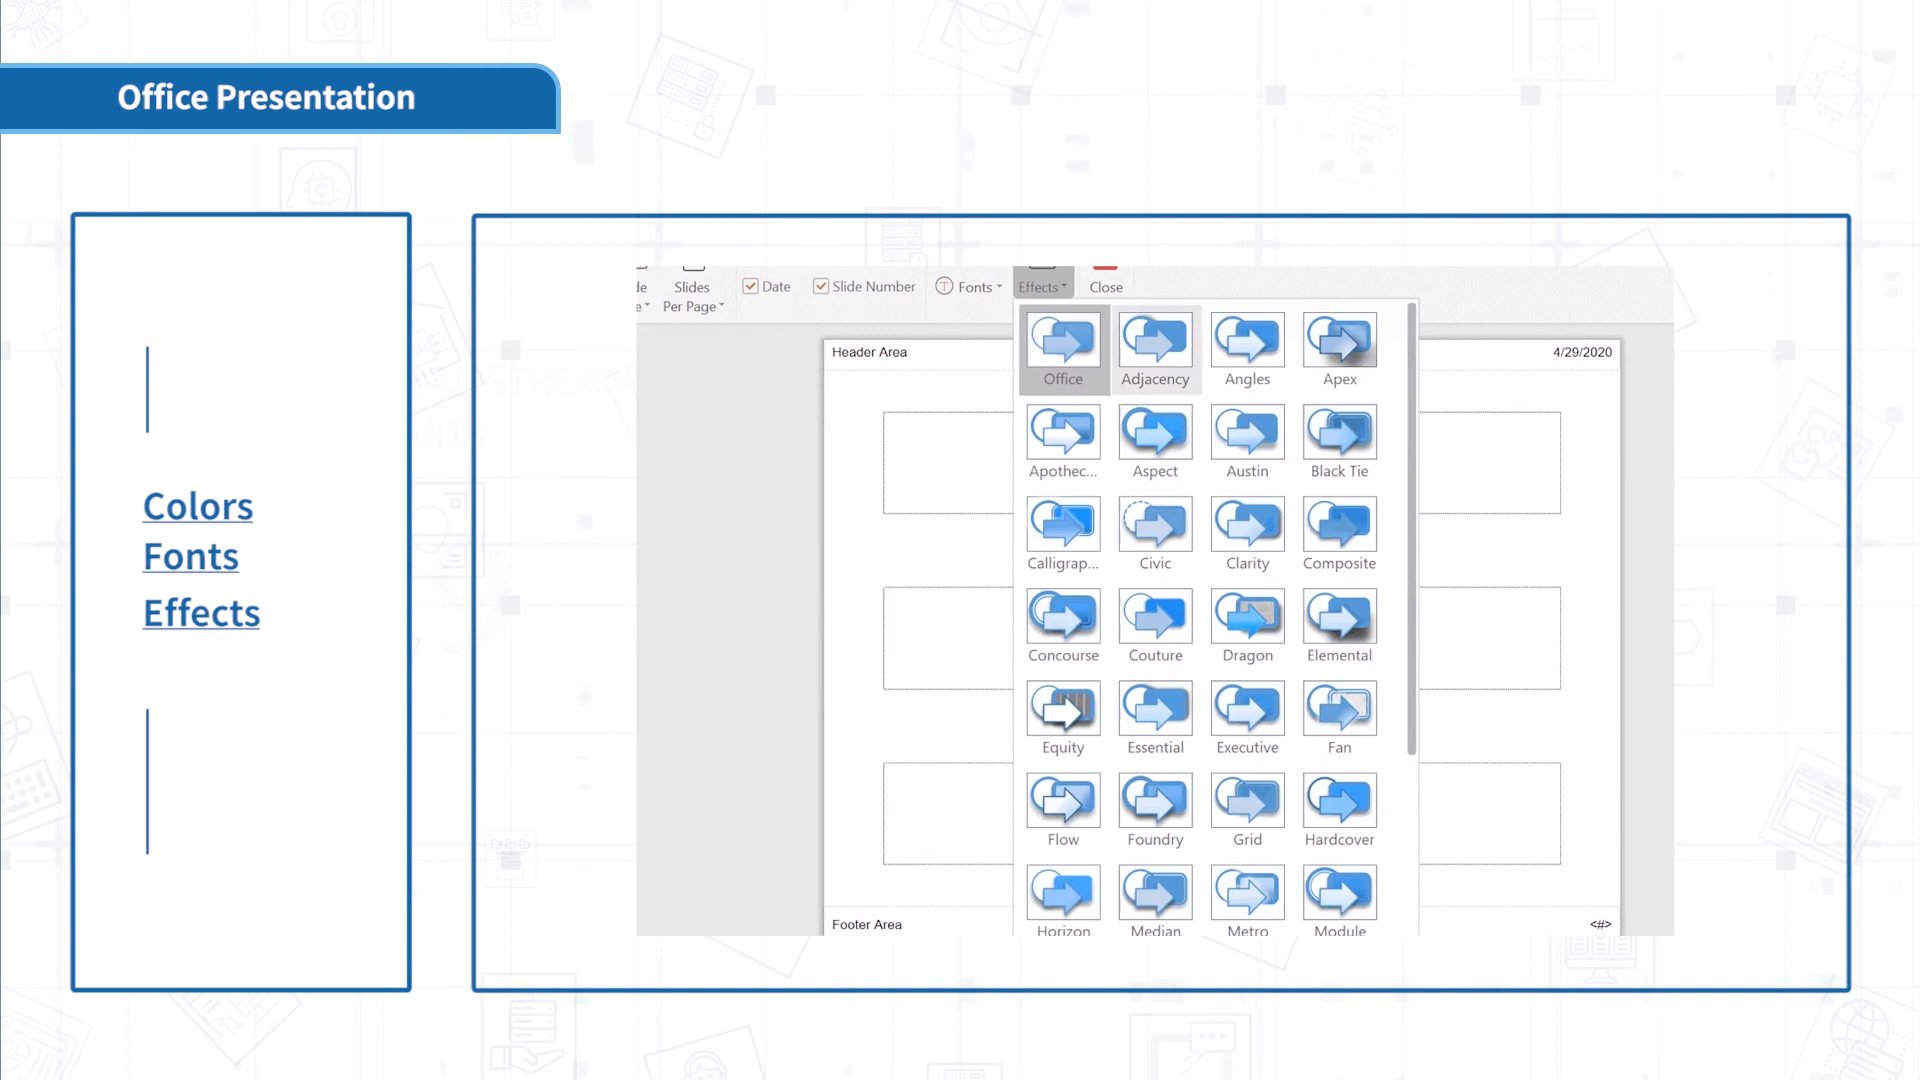 Office Presentation
Colors
Fonts
Effects
de
Slides
Date
Slide Number
Fonts
Effects
Close
e
Per Page
Header Area
4/29/2020
Office
Adjacency
Angles
Apex
Apothec...
Aspect
Austin
Black Tie
Calligrap...
Civic
Clarity
Composite
Concourse
Couture
Dragon
Elemental
Equity
Essential
Executive
Fan
Flow
Foundry
Grid
Hardcover
Horizon
Median
Metro
Module
Footer Area
<#>